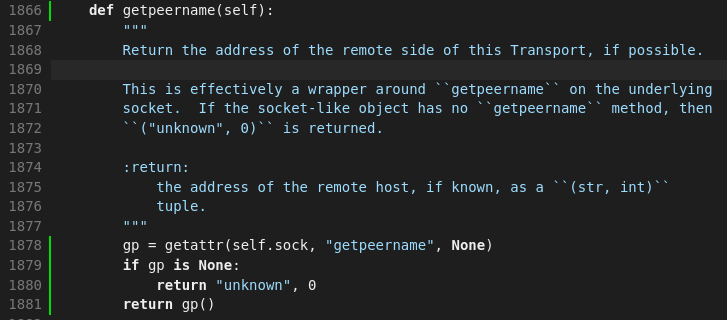 1866 def getpeername(self):
1867 """
1868 Return the address of the remote side of this Transport, if possible.
1869
1870 This is effectively a wrapper around ``getpeername`` on the underlying
1871 socket.  If the socket-like object has no ``getpeername`` method, then
1872 ``("unknown", 0)`` is returned.
1873
1874 :return:
1875 the address of the remote host, if known, as a ``(str, int)``
1876 tuple.
1877 """
1878 gp = getattr(self.sock, "getpeername", None)
1879 if gp is None:
1880 return "unknown", 0
1881 return gp()